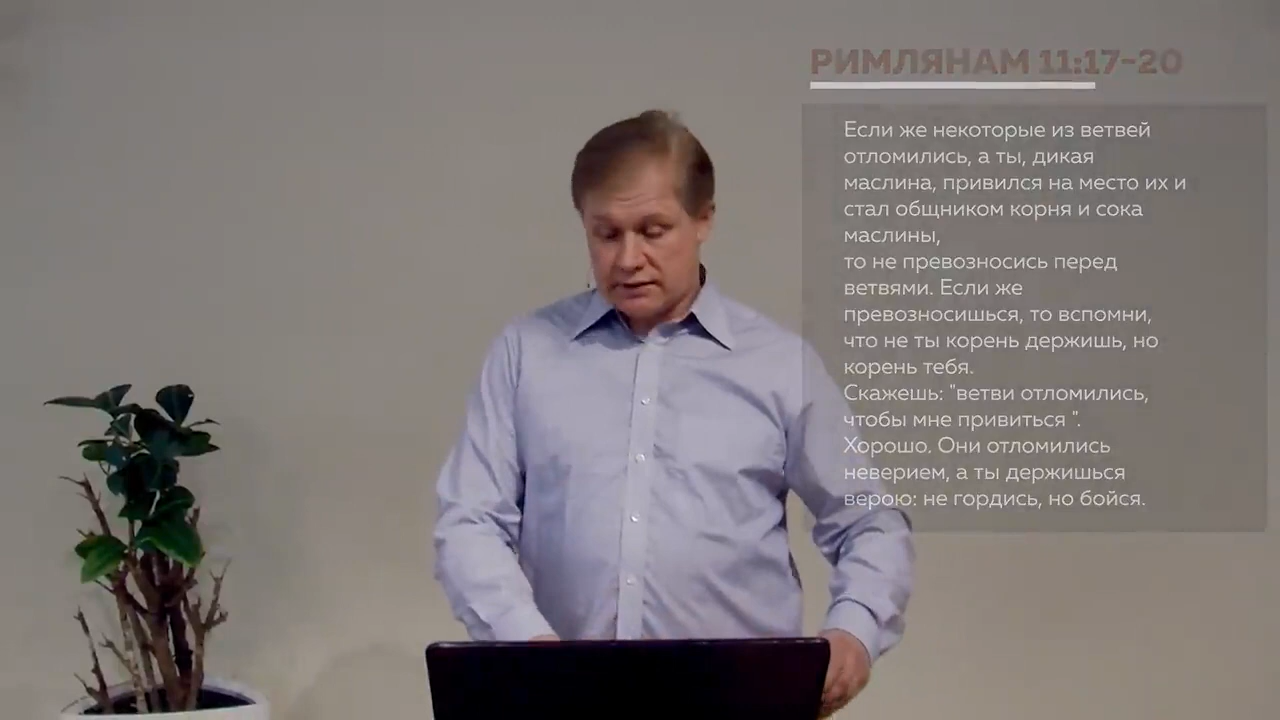 РИМЛЯНАМ 11:17-20
Если же некоторые из ветвей
отломились, а ты, дикая
маслина, привился на место их и
стал общником корня и сока
маслины,
то не превозносись перед
ветвями. Если же
превозносишься, то вспомни,
что не ты корень держишь, но
корень тебя.
Скажешь: "ветви отломились,
чтобы мне привиться ".
Хорошо. Они отломились
неверием, а ты держишься
верою: не гордись, но бойся.